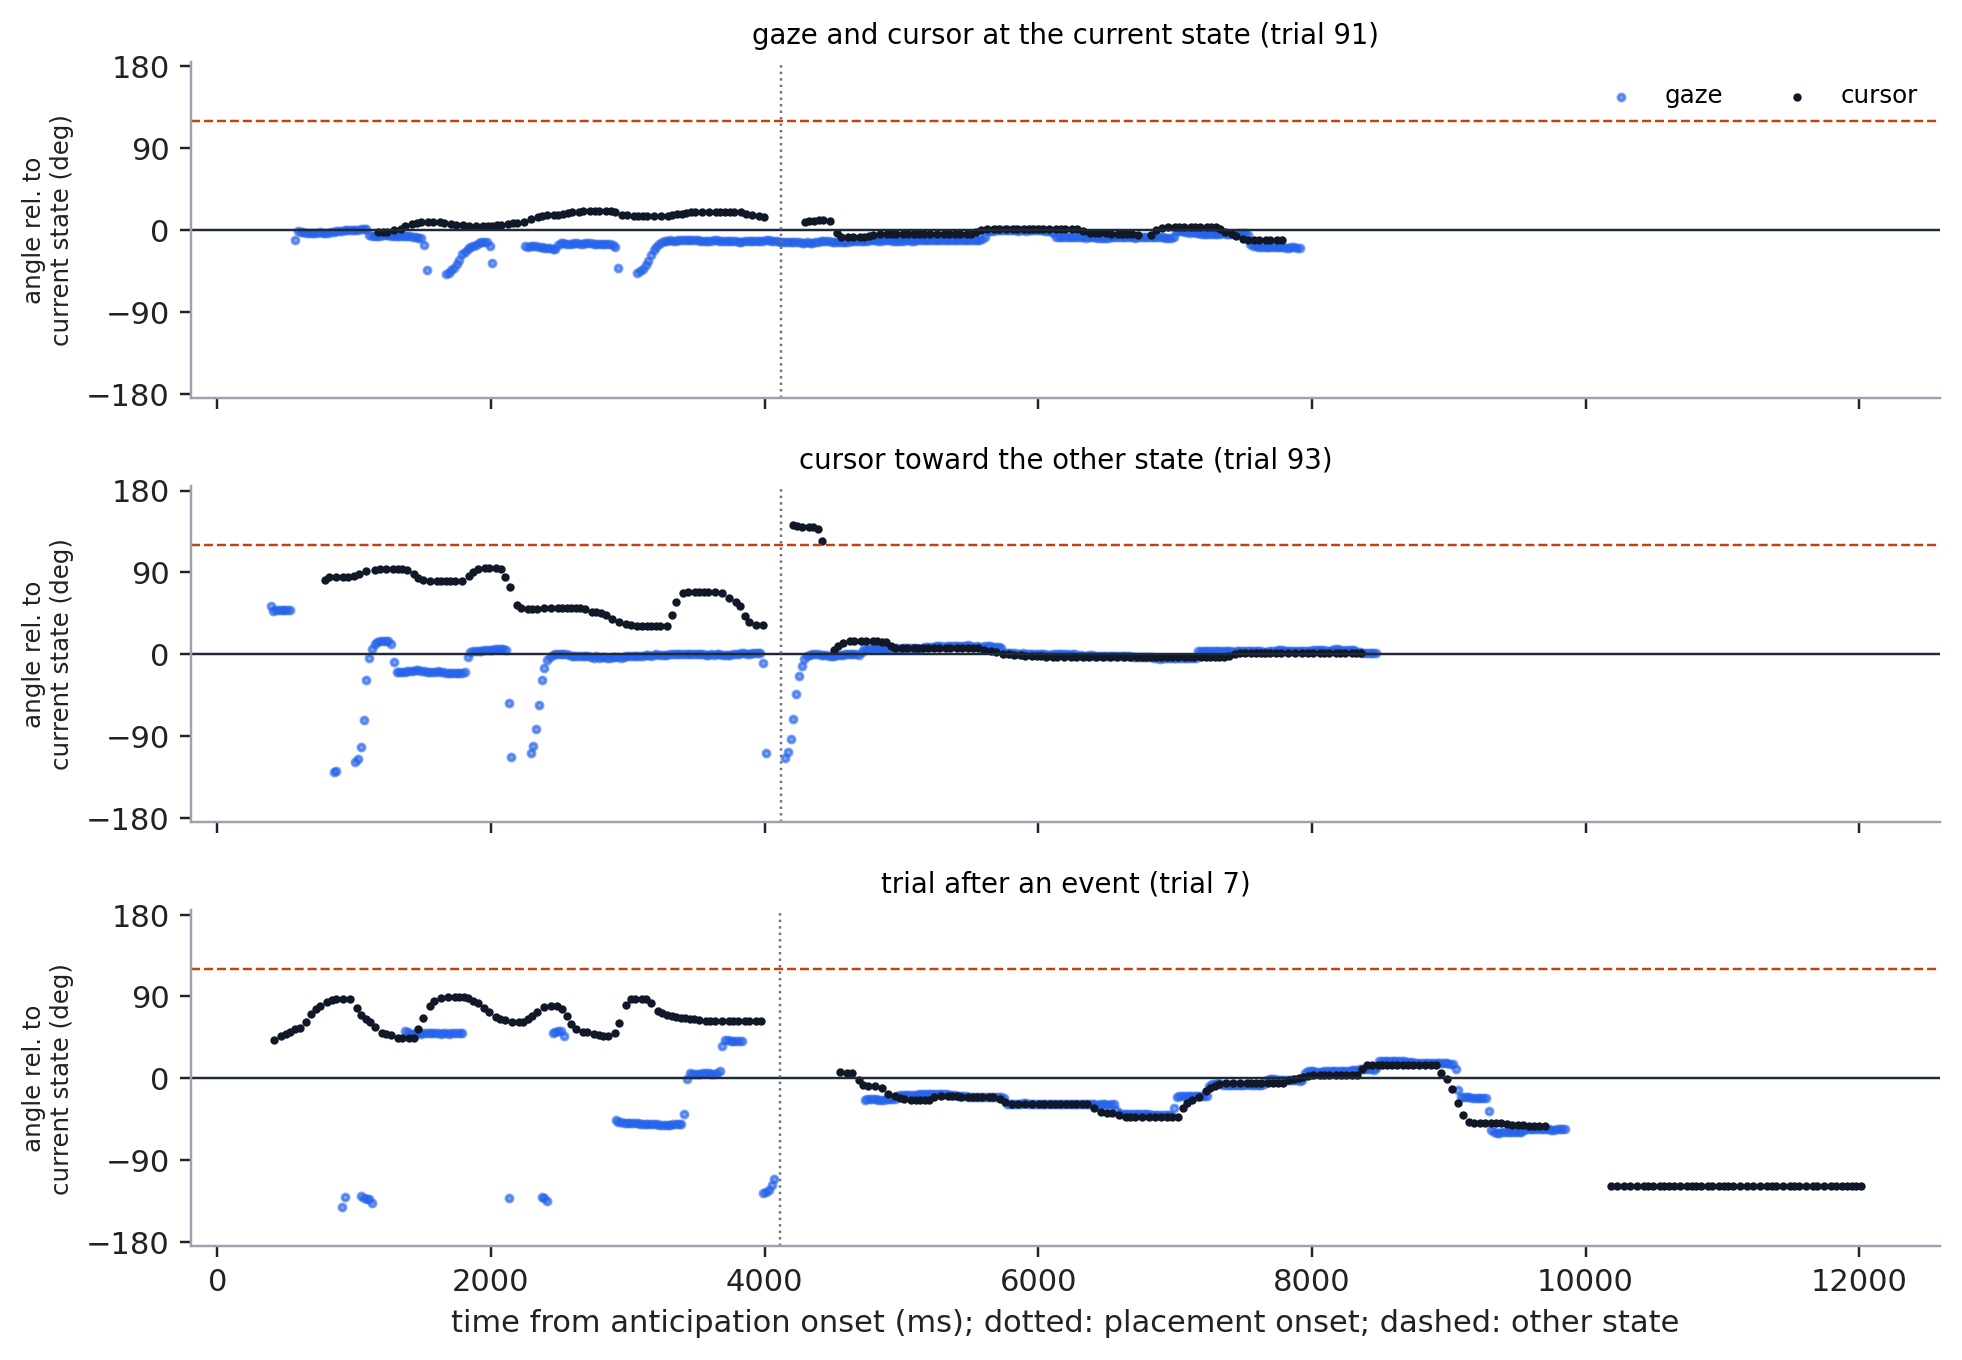 gaze and cursor at the current state (trial 91)
180
90
0
−90
−180
angle rel. to
current state (deg)
gaze
cursor
cursor toward the other state (trial 93)
180
90
0
−90
−180
angle rel. to
current state (deg)
trial after an event (trial 7)
180
90
0
−90
−180
angle rel. to
current state (deg)
0 2000 4000 6000 8000 10000 12000
time from anticipation onset (ms); dotted: placement onset; dashed: other state